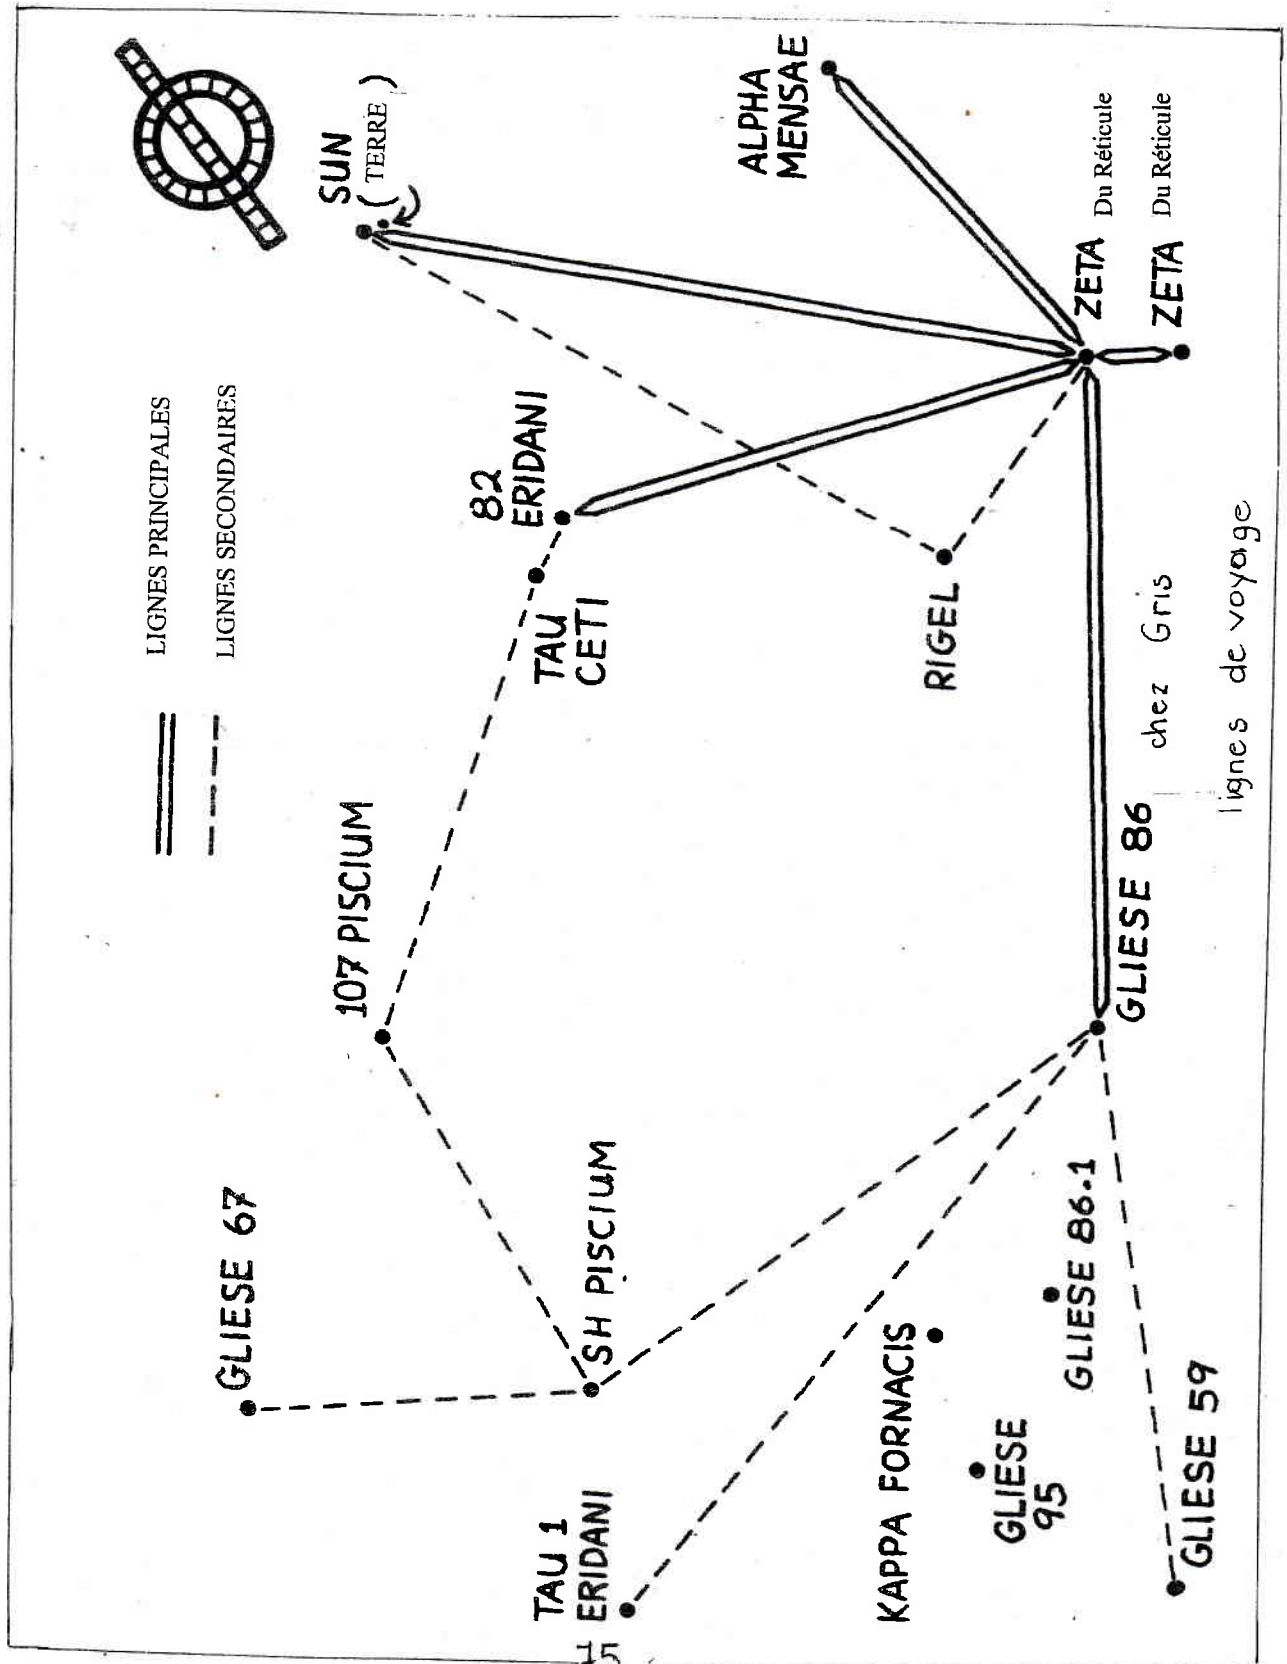 SUN
( TERRE )
ALPHA
MENSAE
LIGNES PRINCIPALES
LIGNES SECONDAIRES
82
ERIDANI
TAU
CETI
ZETA Du Réticule
ZETA Du Réticule
RIGEL
chez Gris
lignes de voyage
107 PISCIUM
GLIESE 86
GLIESE 67
SH PISCIUM
GLIESE 86.1
KAPPA FORNACIS
GLIESE
95
GLIESE 59
TAU 1
ERIDANI
15